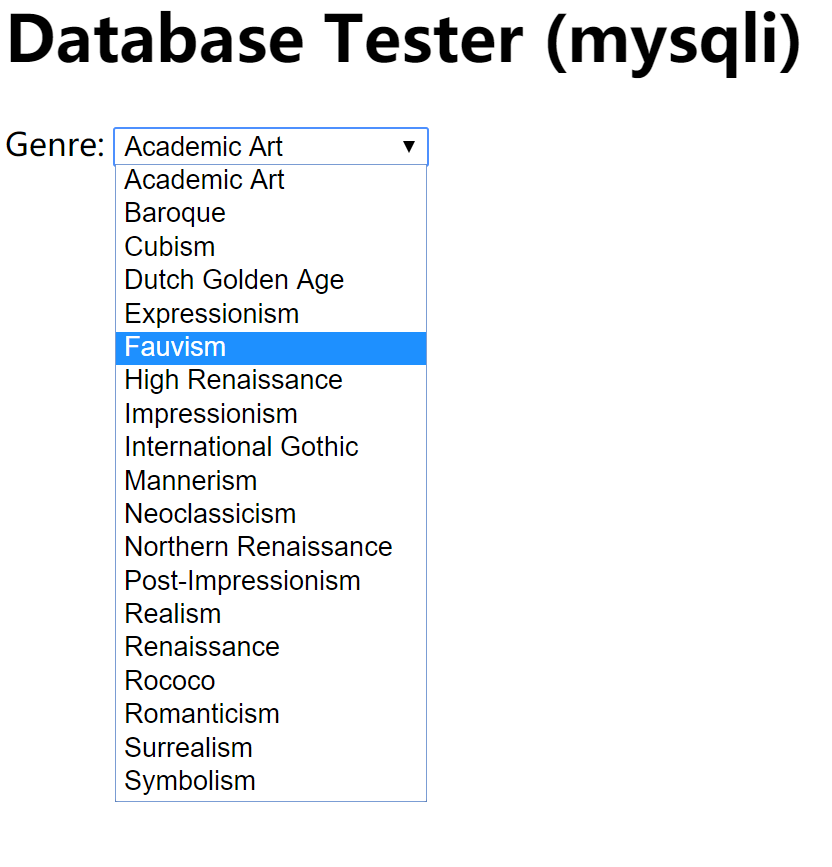 Database Tester (mysqli)
Genre: Academic Art ▼
Academic Art
Baroque
Cubism
Dutch Golden Age
Expressionism
Fauvism
High Renaissance
Impressionism
International Gothic
Mannerism
Neoclassicism
Northern Renaissance
Post-Impressionism
Realism
Renaissance
Rococo
Romanticism
Surrealism
Symbolism